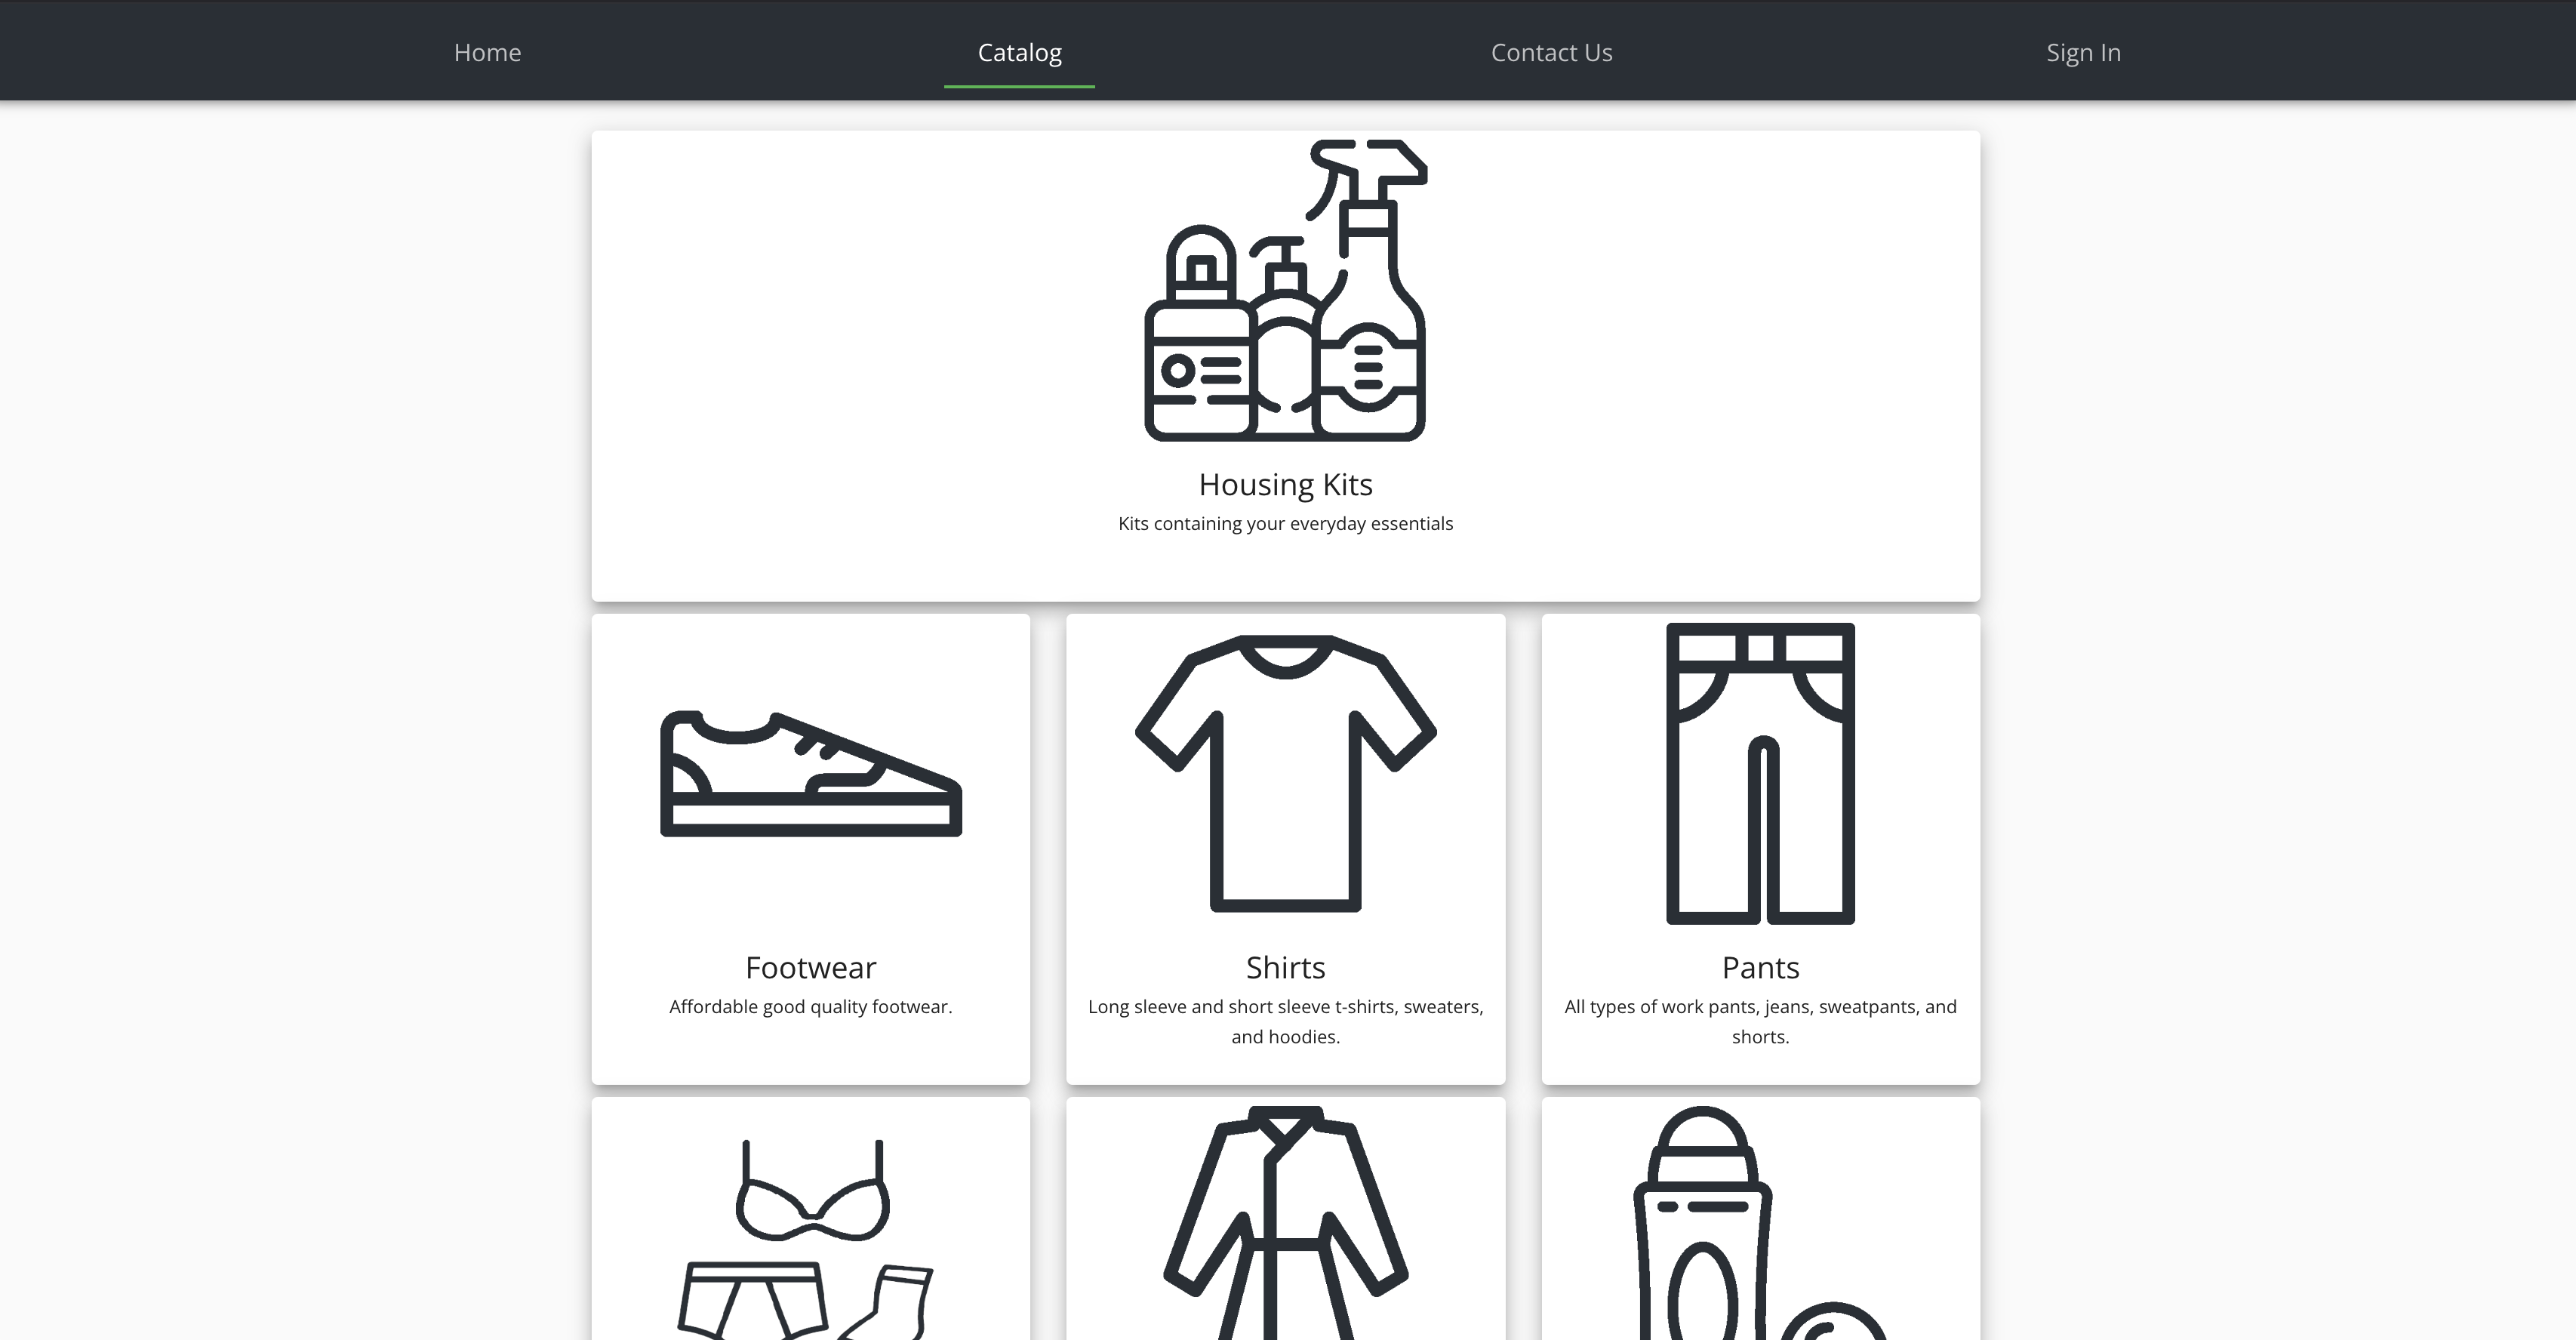 Home
Catalog
Contact Us
Sign In
Housing Kits
Kits containing your everyday essentials
Footwear
Affordable good quality footwear.
Shirts
Long sleeve and short sleeve t-shirts, sweaters,
and hoodies.
Pants
All types of work pants, jeans, sweatpants, and
shorts.